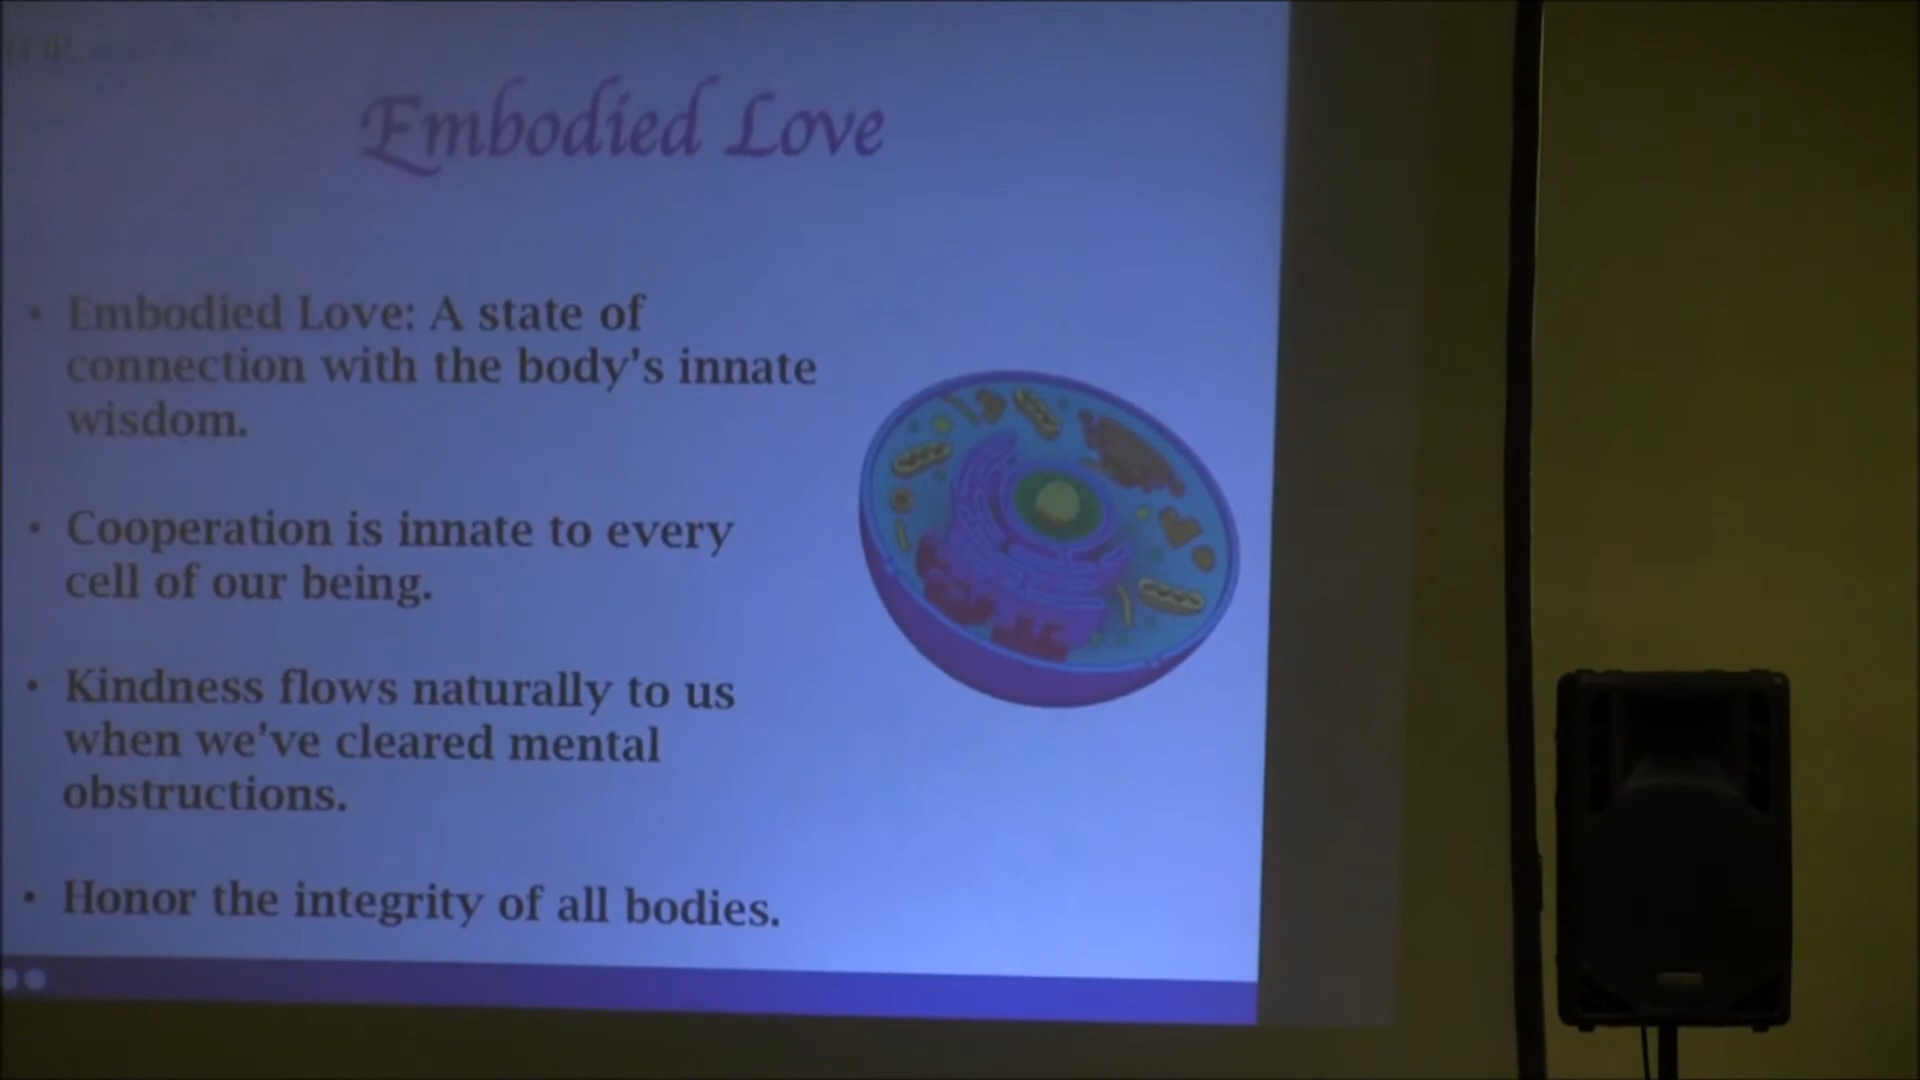 Embodied Love
• Embodied Love: A state of
connection with the body's innate
wisdom.
• Cooperation is innate to every
cell of our being.
• Kindness flows naturally to us
when we've cleared mental
obstructions.
• Honor the integrity of all bodies.